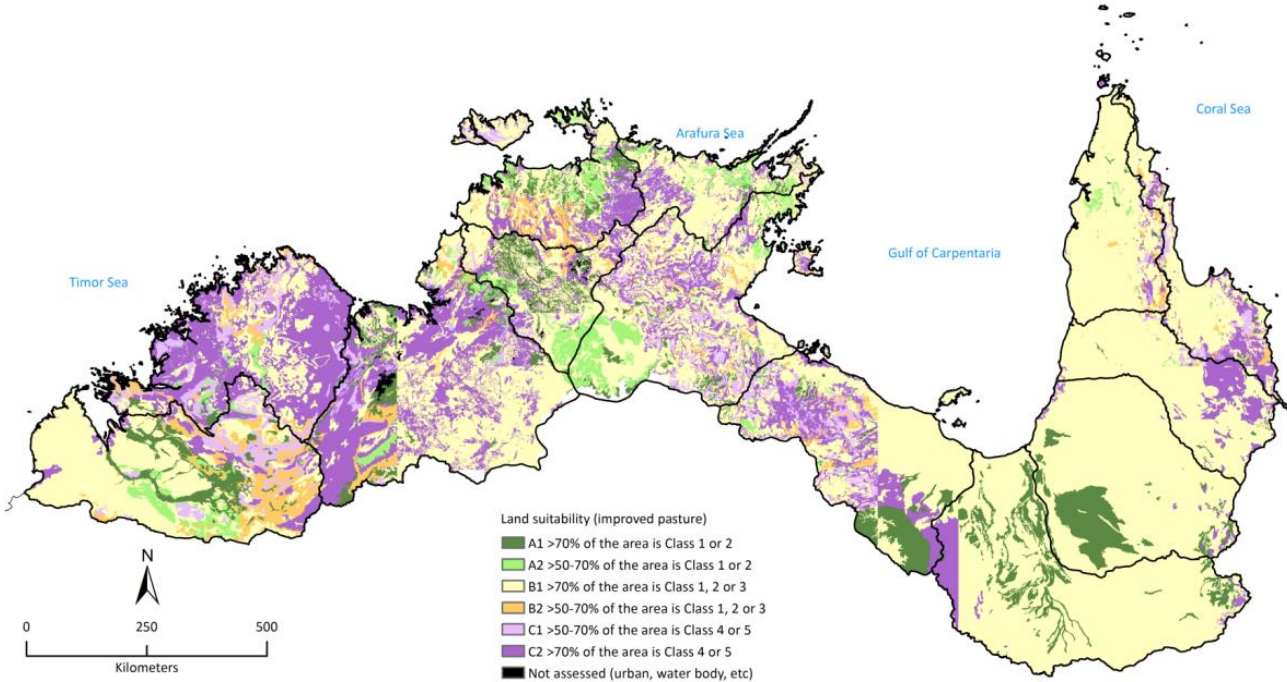 Coral Sea
Arafura Sea
Gulf of Carpentaria
Timor Sea
Land suitability (improved pasture)
A1 >70% of the area is Class 1 or 2
A2 >50-70% of the area is Class 1 or 2
B1 >70% of the area is Class 1, 2 or 3
B2 >50-70% of the area is Class 1, 2 or 3
C1 >50-70% of the area is Class 4 or 5
C2 >70% of the area is Class 4 or 5
Not assessed (urban, water body, etc)
N
0 250 500
Kilometers